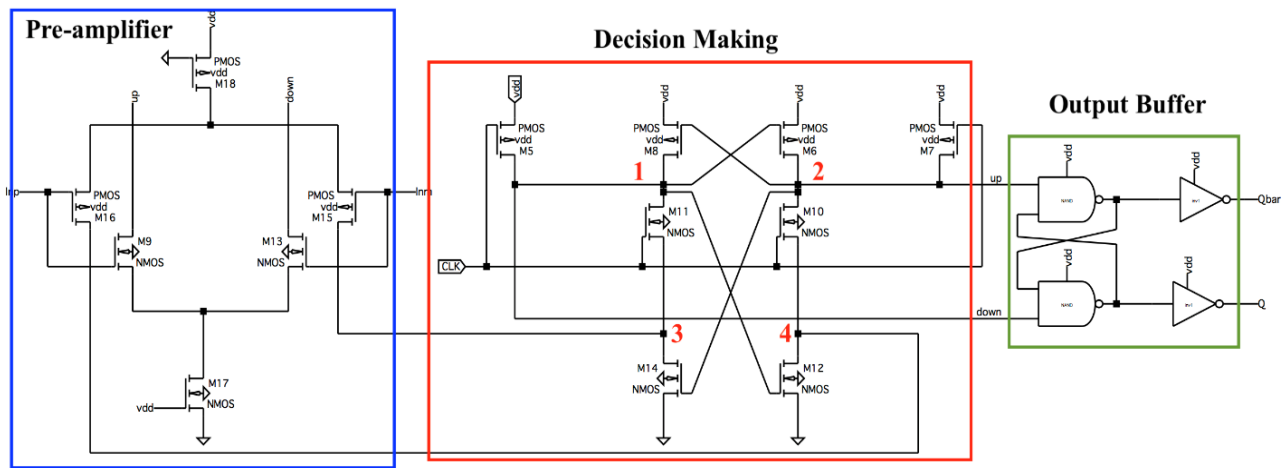 Pre-amplifier
vdd
PMOS
vdd
M18
up
down
Inp
PMOS
vdd
M16
PMOS
vdd
M15
Inm
M9
NMOS
M13
NMOS
M17
NMOS
vdd
Decision Making
vdd
PMOS
vdd
M5
vdd
PMOS
vdd
M8
vdd
PMOS
vdd
M6
vdd
PMOS
vdd
M7
1
2
M11
NMOS
M10
NMOS
CLK
3
4
M14
NMOS
M12
NMOS
up
down
Output Buffer
vdd
NAND
vdd
inv1
Qbar
vdd
NAND
vdd
inv1
Q